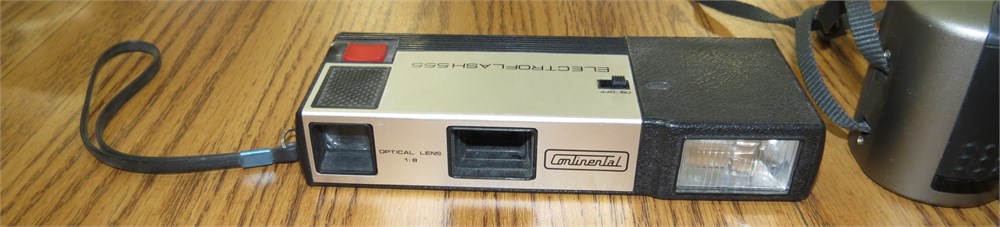 ELECTROFLASH 555
ON·OFF
OPTICAL LENS
1:8
Continental